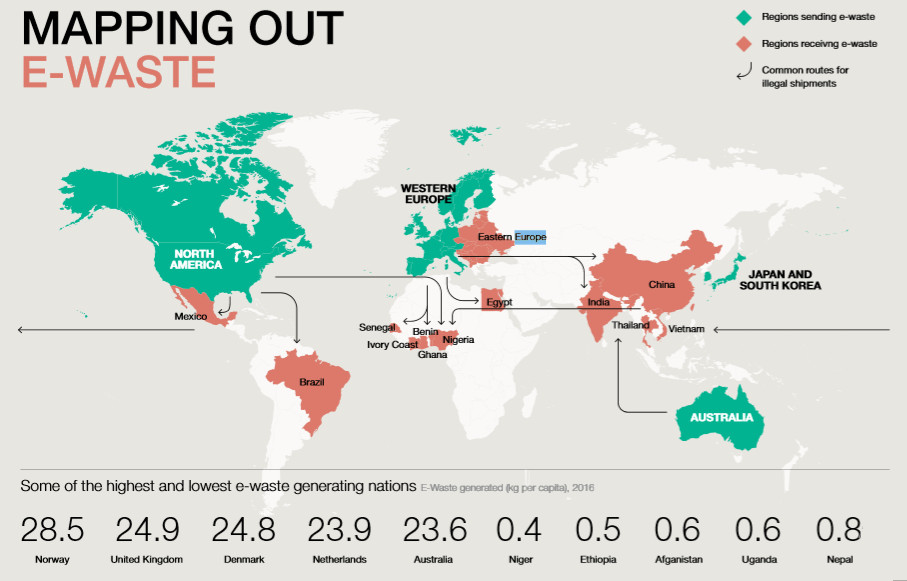 MAPPING OUT
E-WASTE
Regions sending e-waste
Regions receivng e-waste
Common routes for
illegal shipments
WESTERN
EUROPE
Eastern Europe
NORTH
AMERICA
China
JAPAN AND
SOUTH KOREA
Egypt
India
Mexico
Senegal
Benin
Thailand
Vietnam
Ivory Coast
Nigeria
Ghana
Brazil
AUSTRALIA
Some of the highest and lowest e-waste generating nations E-Waste generated (kg per capita), 2016
28.5 24.9 24.8 23.9 23.6 0.4 0.5 0.6 0.6 0.8
Norway United Kingdom Denmark Netherlands Australia Niger Ethiopia Afganistan Uganda Nepal